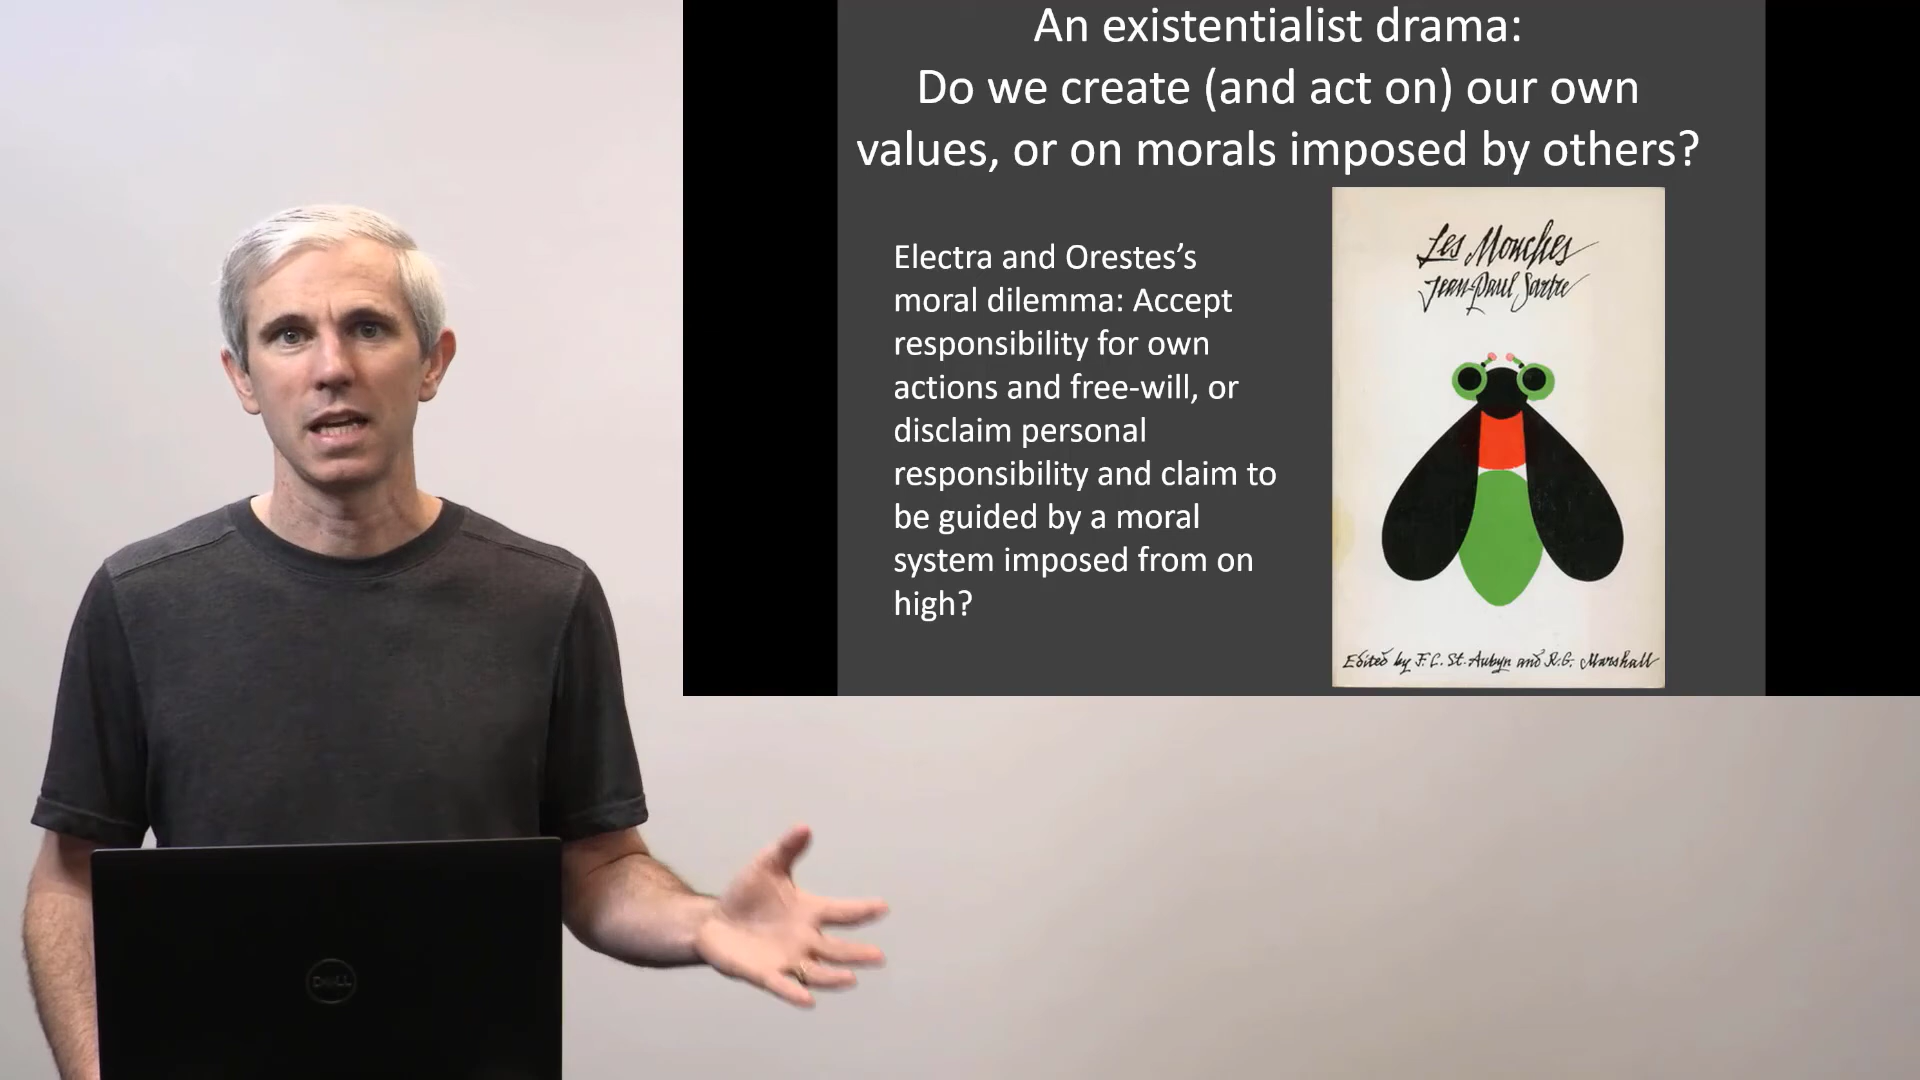 An existentialist drama:
Do we create (and act on) our own
values, or on morals imposed by others?
Electra and Orestes’s
moral dilemma: Accept
responsibility for own
actions and free-will, or
disclaim personal
responsibility and claim to
be guided by a moral
system imposed from on
high?
Les Mouches
Jean-Paul Sartre
Edited by F. C. St. Aubyn and R. G. Marshall
DELL